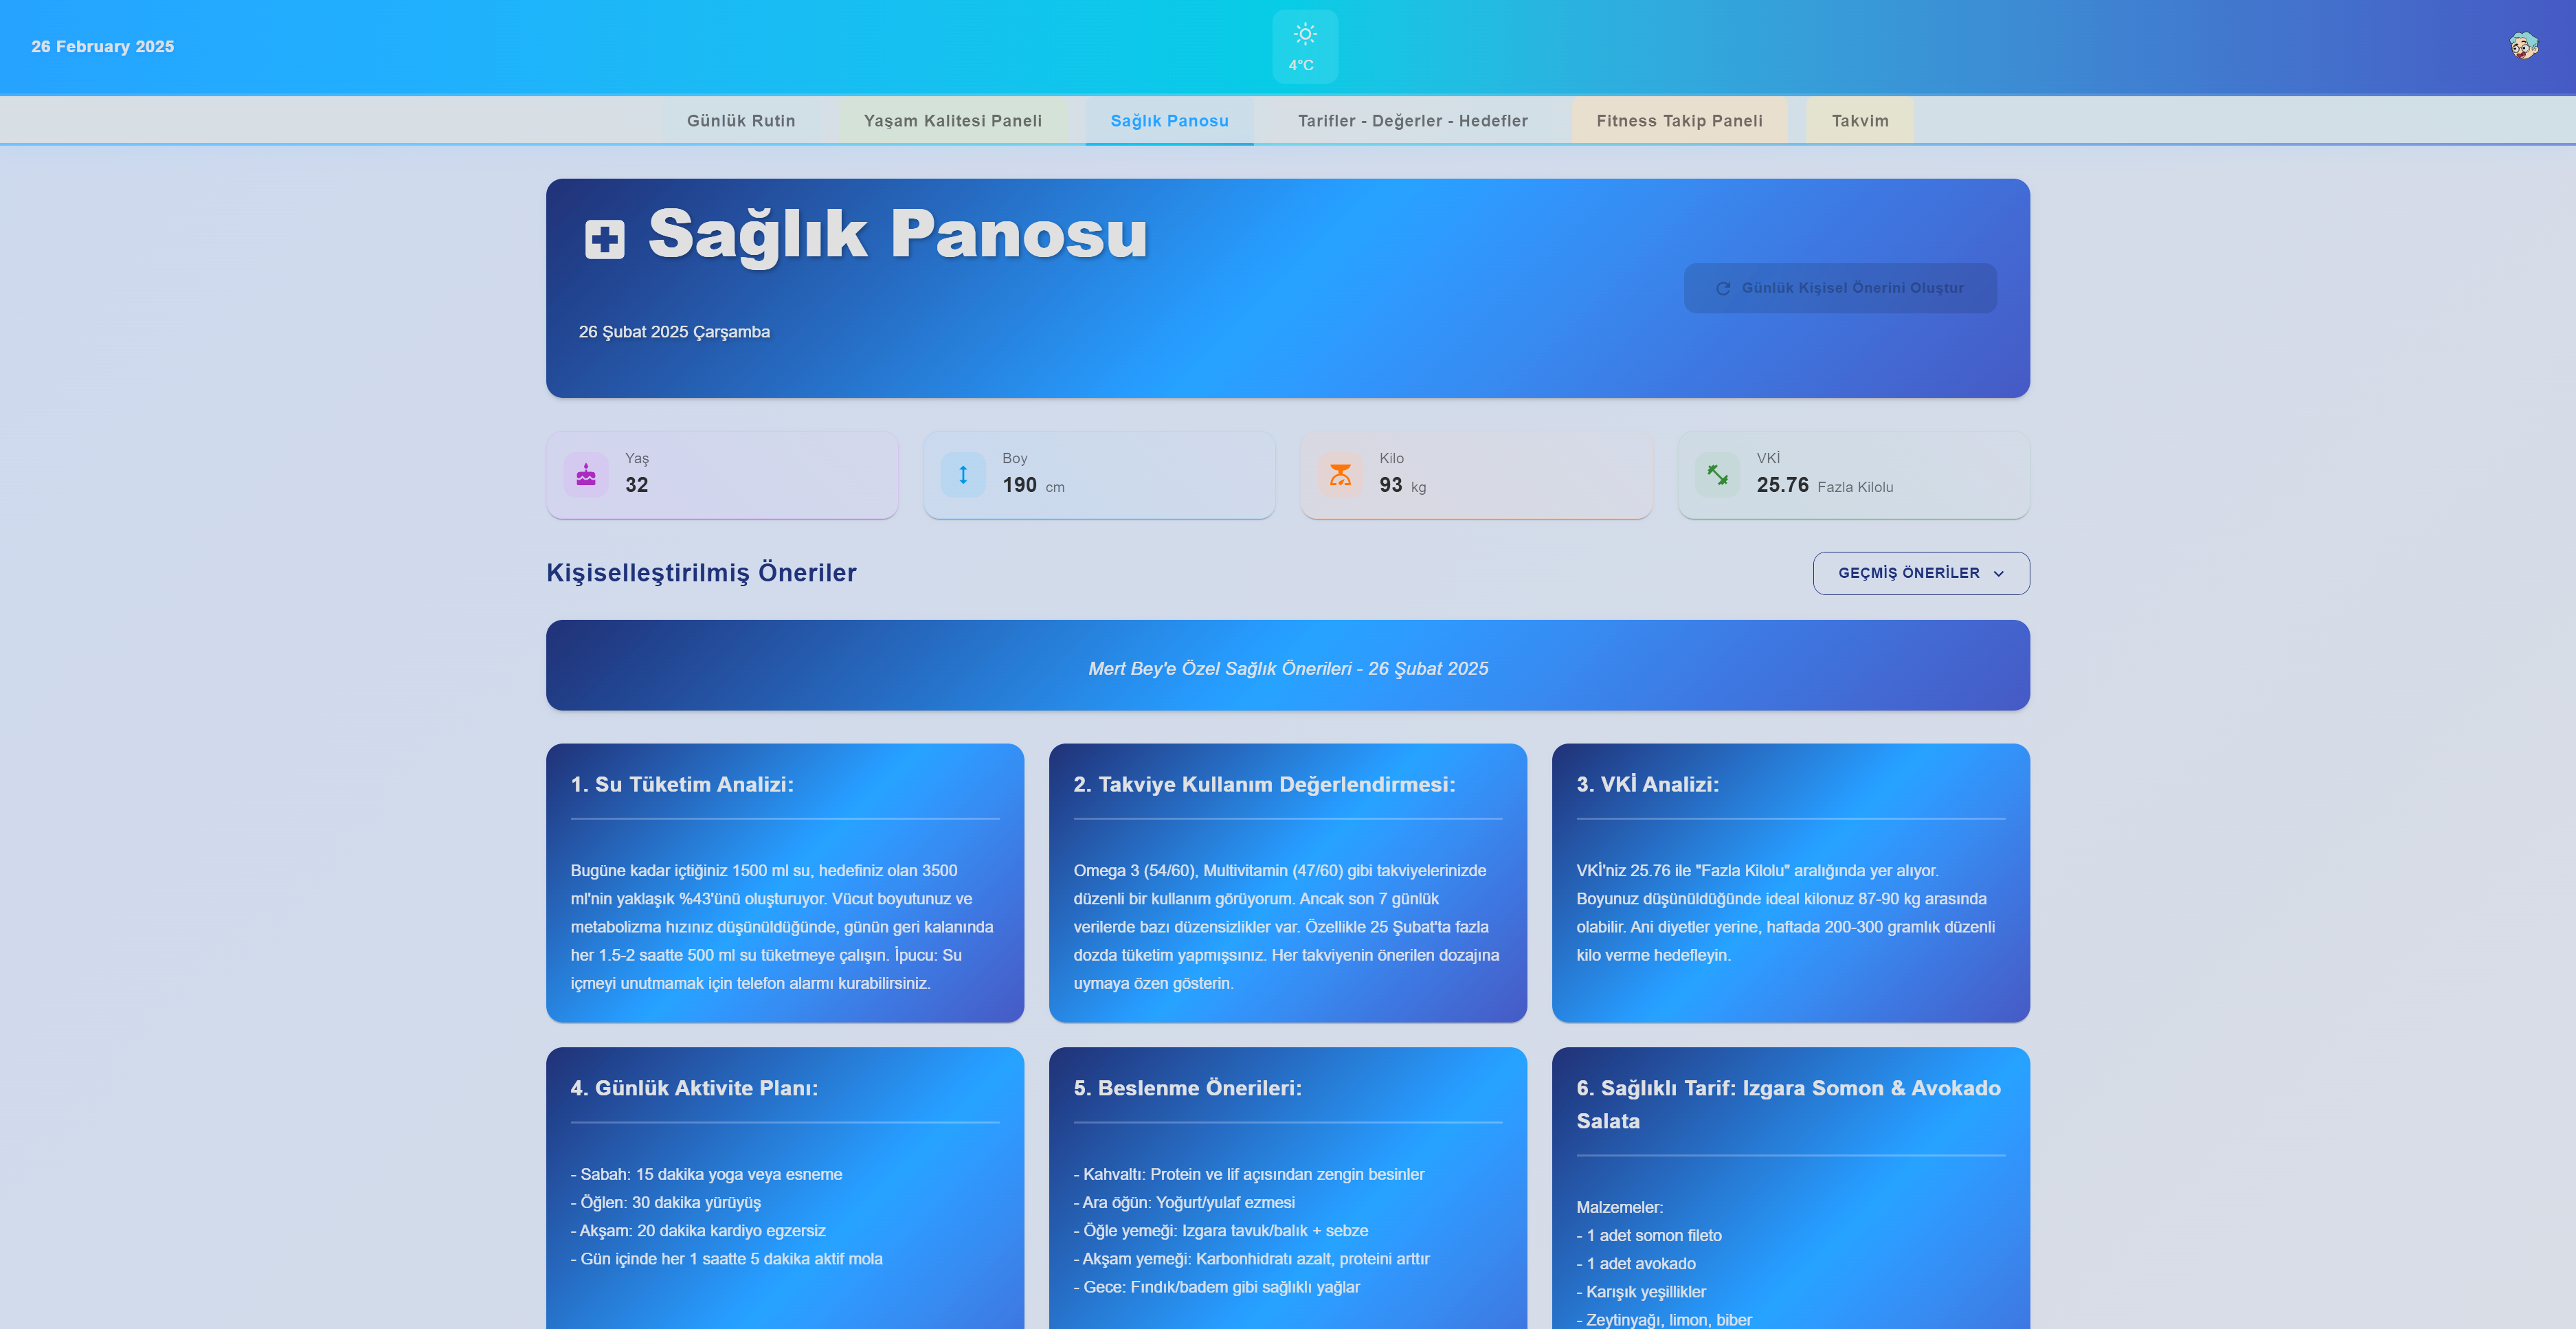 26 February 2025
4°C
Günlük Rutin
Yaşam Kalitesi Paneli
Sağlık Panosu
Tarifler - Değerler - Hedefler
Fitness Takip Paneli
Takvim
Sağlık Panosu
26 Şubat 2025 Çarşamba
Günlük Kişisel Önerini Oluştur
Yaş
32
Boy
190 cm
Kilo
93 kg
VKİ
25.76 Fazla Kilolu
Kişiselleştirilmiş Öneriler
GEÇMİŞ ÖNERİLER
Mert Bey'e Özel Sağlık Önerileri - 26 Şubat 2025
1. Su Tüketim Analizi:
Bugüne kadar içtiğiniz 1500 ml su, hedefiniz olan 3500
ml'nin yaklaşık %43'ünü oluşturuyor. Vücut boyutunuz ve
metabolizma hızınız düşünüldüğünde, günün geri kalanında
her 1.5-2 saatte 500 ml su tüketmeye çalışın. İpucu: Su
içmeyi unutmamak için telefon alarmı kurabilirsiniz.
2. Takviye Kullanım Değerlendirmesi:
Omega 3 (54/60), Multivitamin (47/60) gibi takviyelerinizde
düzenli bir kullanım görüyorum. Ancak son 7 günlük
verilerde bazı düzensizlikler var. Özellikle 25 Şubat'ta fazla
dozda tüketim yapmışsınız. Her takviyenin önerilen dozajına
uymaya özen gösterin.
3. VKİ Analizi:
VKİ'niz 25.76 ile "Fazla Kilolu" aralığında yer alıyor.
Boyunuz düşünüldüğünde ideal kilonuz 87-90 kg arasında
olabilir. Ani diyetler yerine, haftada 200-300 gramlık düzenli
kilo verme hedefleyin.
4. Günlük Aktivite Planı:
- Sabah: 15 dakika yoga veya esneme
- Öğlen: 30 dakika yürüyüş
- Akşam: 20 dakika kardiyo egzersiz
- Gün içinde her 1 saatte 5 dakika aktif mola
5. Beslenme Önerileri:
- Kahvaltı: Protein ve lif açısından zengin besinler
- Ara öğün: Yoğurt/yulaf ezmesi
- Öğle yemeği: Izgara tavuk/balık + sebze
- Akşam yemeği: Karbonhidratı azalt, proteini arttır
- Gece: Fındık/badem gibi sağlıklı yağlar
6. Sağlıklı Tarif: Izgara Somon & Avokado
Salata
Malzemeler:
- 1 adet somon fileto
- 1 adet avokado
- Karışık yeşillikler
- Zeytinyağı, limon, biber